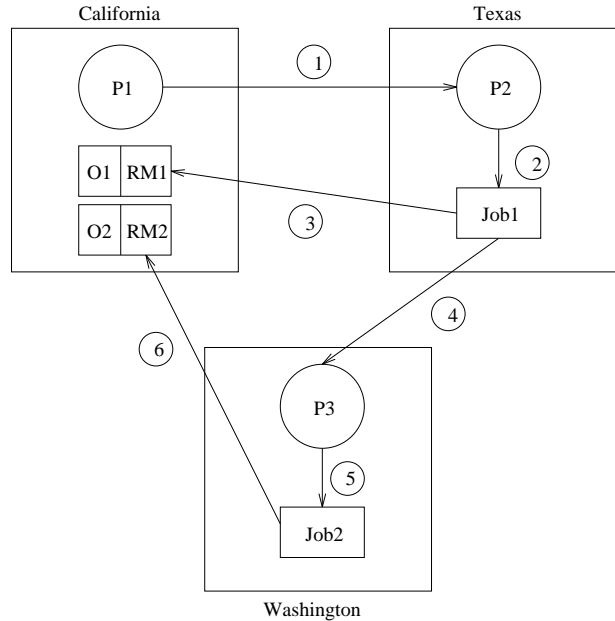 California
Texas
P1
1
P2
2
O1
RM1
Job1
3
O2
RM2
4
6
P3
5
Job2
Washington